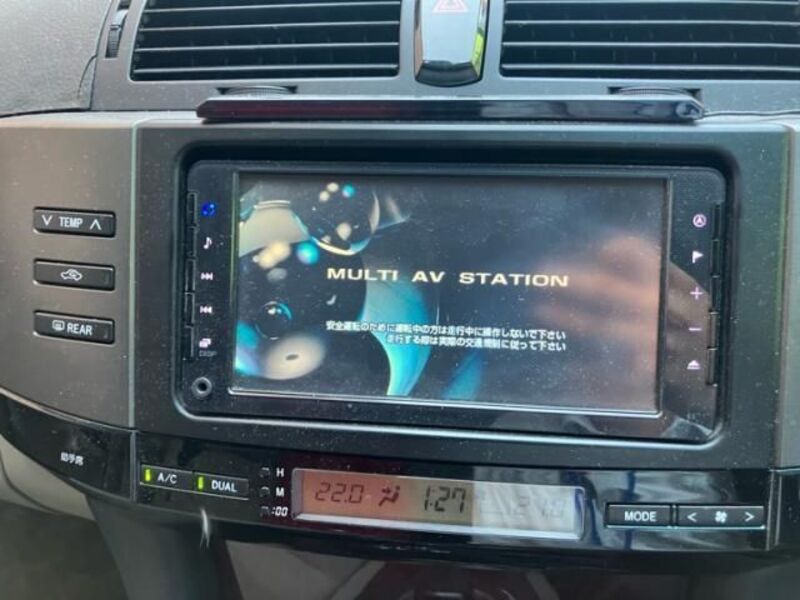 TEMP
REAR
DISP
MULTI AV STATION
安全運転のために運転中の方は走行中に操作しないで下さい
走行する際は実際の交通規制に従って下さい
助手席
A/C
DUAL
H
M
:00
22.0
1:27
MODE